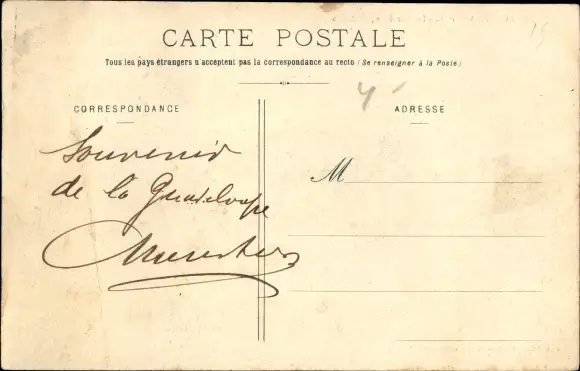 CARTE POSTALE
Tous les pays étrangers n'acceptent pas la correspondance au recto (Se renseigner à la Poste)
CORRESPONDANCE
ADRESSE
Souvenir
de la Guadeloupe
M